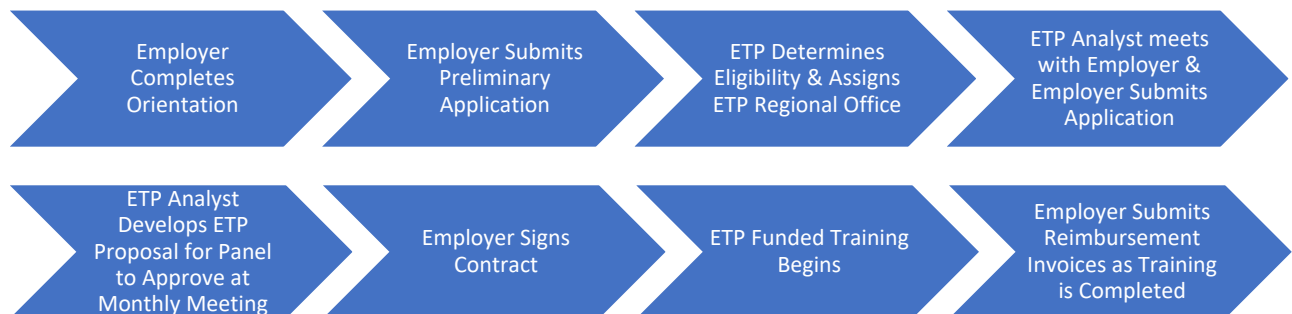 Employer
Completes
Orientation
Employer Submits
Preliminary
Application
ETP Determines
Eligibility & Assigns
ETP Regional Office
ETP Analyst meets
with Employer &
Employer Submits
Application
ETP Analyst
Develops ETP
Proposal for Panel
to Approve at
Monthly Meeting
Employer Signs
Contract
ETP Funded Training
Begins
Employer Submits
Reimbursement
Invoices as Training
is Completed